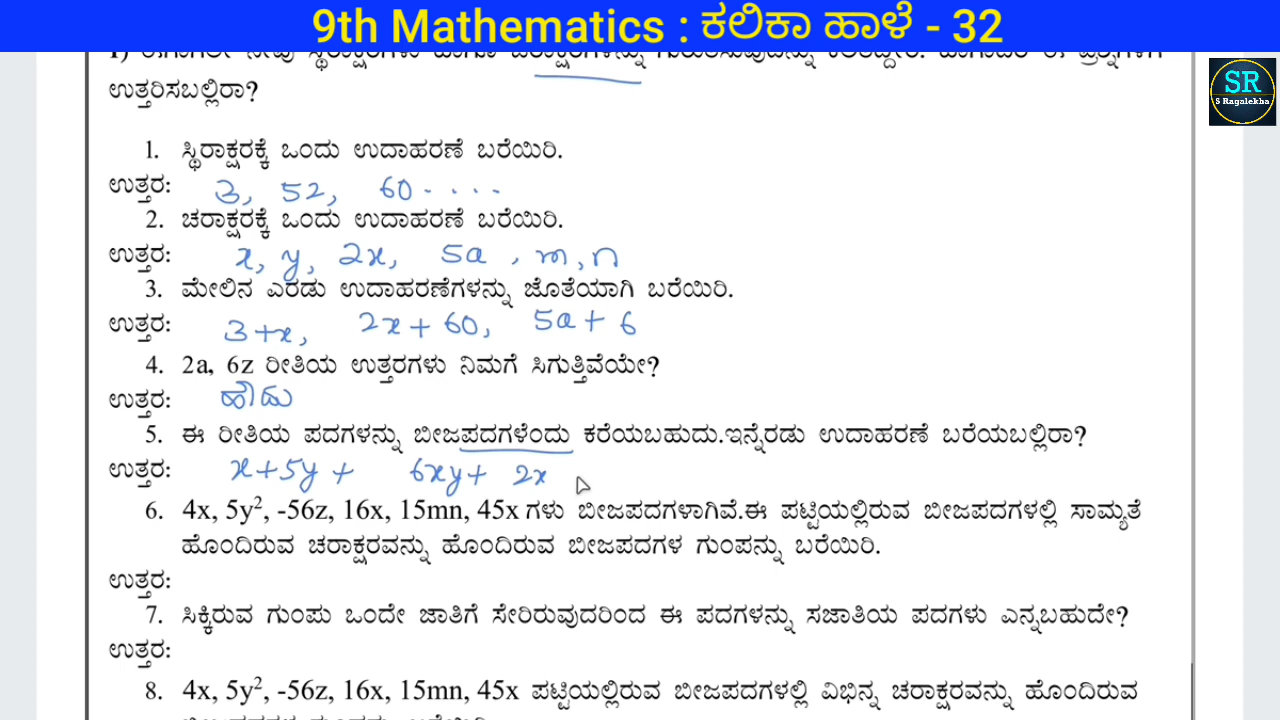 9th Mathematics : ಕಲಿಕಾ ಹಾಳೆ - 32
SR
S Ragalekha
ಉತ್ತರಿಸಬಲ್ಲಿರಾ?
1. ಸ್ಥಿರಾಕ್ಷರಕ್ಕೆ ಒಂದು ಉದಾಹರಣೆ ಬರೆಯಿರಿ.
ಉತ್ತರ: 3, 52, 60 - . . .
2. ಚರಾಕ್ಷರಕ್ಕೆ ಒಂದು ಉದಾಹರಣೆ ಬರೆಯಿರಿ.
ಉತ್ತರ: x, y, 2x, 5a , m, n
3. ಮೇಲಿನ ಎರಡು ಉದಾಹರಣೆಗಳನ್ನು ಜೊತೆಯಾಗಿ ಬರೆಯಿರಿ.
ಉತ್ತರ: 3+x, 2x + 60, 5a + 6
4. 2a, 6z ರೀತಿಯ ಉತ್ತರಗಳು ನಿಮಗೆ ಸಿಗುತ್ತಿವೆಯೇ?
ಉತ್ತರ: ಹೌದು
5. ಈ ರೀತಿಯ ಪದಗಳನ್ನು ಬೀಜಪದಗಳೆಂದು ಕರೆಯಬಹುದು.ಇನ್ನೆರಡು ಉದಾಹರಣೆ ಬರೆಯಬಲ್ಲಿರಾ?
ಉತ್ತರ: x+5y + 6xy+ 2x
6. 4x, 5y², -56z, 16x, 15mn, 45x ಗಳು ಬೀಜಪದಗಳಾಗಿವೆ.ಈ ಪಟ್ಟಿಯಲ್ಲಿರುವ ಬೀಜಪದಗಳಲ್ಲಿ ಸಾಮ್ಯತೆ
ಹೊಂದಿರುವ ಚರಾಕ್ಷರವನ್ನು ಹೊಂದಿರುವ ಬೀಜಪದಗಳ ಗುಂಪನ್ನು ಬರೆಯಿರಿ.
ಉತ್ತರ:
7. ಸಿಕ್ಕಿರುವ ಗುಂಪು ಒಂದೇ ಜಾತಿಗೆ ಸೇರಿರುವುದರಿಂದ ಈ ಪದಗಳನ್ನು ಸಜಾತಿಯ ಪದಗಳು ಎನ್ನಬಹುದೇ?
ಉತ್ತರ:
8. 4x, 5y², -56z, 16x, 15mn, 45x ಪಟ್ಟಿಯಲ್ಲಿರುವ ಬೀಜಪದಗಳಲ್ಲಿ ವಿಭಿನ್ನ ಚರಾಕ್ಷರವನ್ನು ಹೊಂದಿರುವ